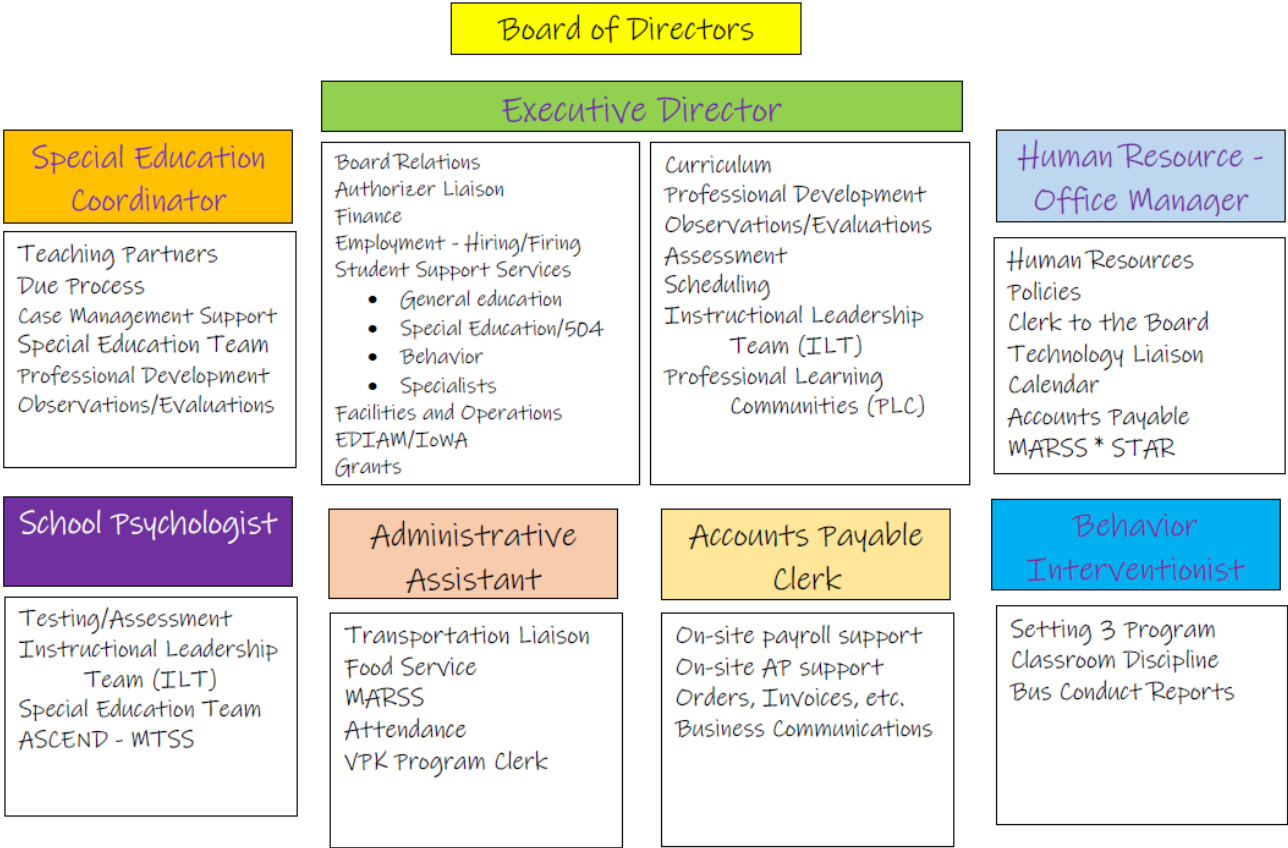 Board of Directors
Executive Director
Board Relations
Authorizer Liaison
Finance
Employment - Hiring/Firing
Student Support Services
• General education
• Special Education/504
• Behavior
• Specialists
Facilities and Operations
EDIAM/IOWA
Grants
Curriculum
Professional Development
Observations/Evaluations
Assessment
Scheduling
Instructional Leadership
Team (ILT)
Professional Learning
Communities (PLC)
Special Education
Coordinator
Teaching Partners
Due Process
Case Management Support
Special Education Team
Professional Development
Observations/Evaluations
Human Resource -
Office Manager
Human Resources
Policies
Clerk to the Board
Technology Liaison
Calendar
Accounts Payable
MARSS * STAR
School Psychologist
Testing/Assessment
Instructional Leadership
Team (ILT)
Special Education Team
ASCEND - MTSS
Administrative
Assistant
Transportation Liaison
Food Service
MARSS
Attendance
VPK Program Clerk
Accounts Payable
Clerk
On-site payroll support
On-site AP support
Orders, Invoices, etc.
Business Communications
Behavior
Interventionist
Setting 3 Program
Classroom Discipline
Bus Conduct Reports